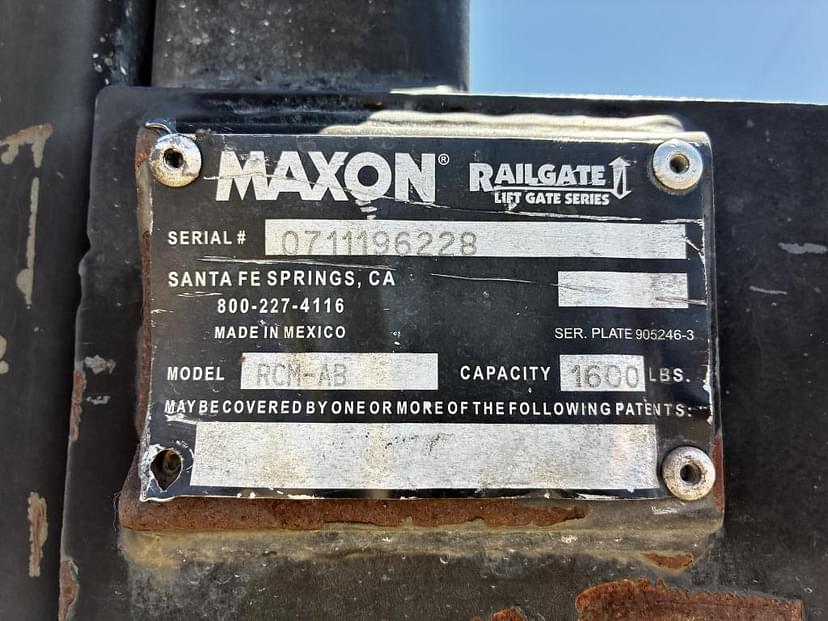 MAXON® RAILGATE
LIFT GATE SERIES
SERIAL # 0711196228
SANTA FE SPRINGS, CA
800-227-4116
MADE IN MEXICO
SER. PLATE 905246-3
MODEL RCM-AB CAPACITY 1600 LBS.
MAY BE COVERED BY ONE OR MORE OF THE FOLLOWING PATENTS: